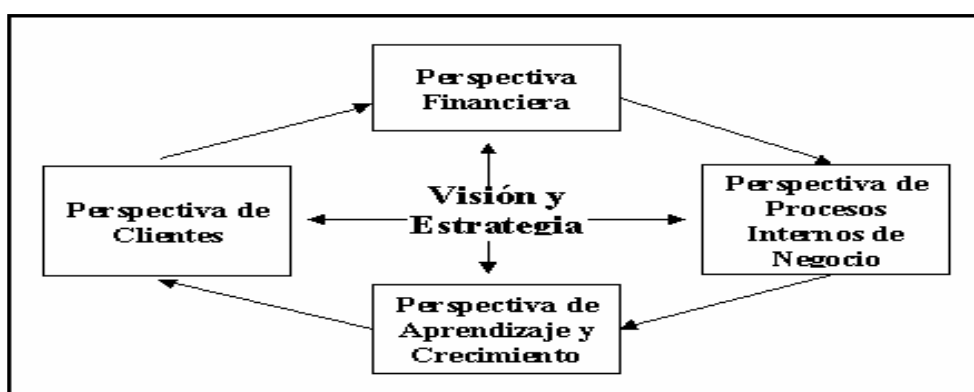 Perspectiva
Financiera
Perspectiva de
Clientes
Visión y
Estrategia
Perspectiva de
Procesos
Internos de
Negocio
Perspectiva de
Aprendizaje y
Crecimiento